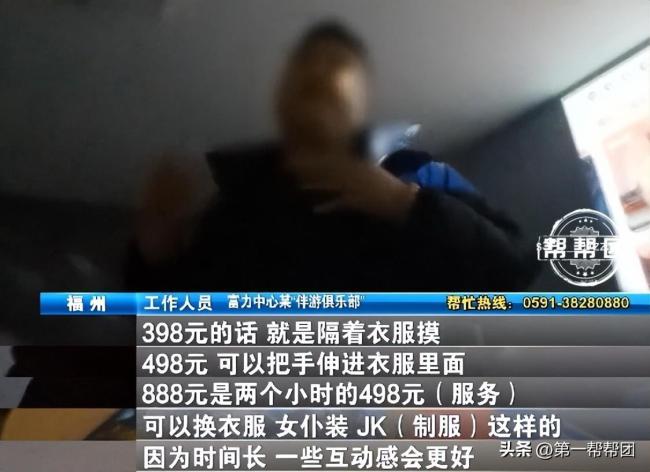 帮帮团
福州 工作人员 富力中心某"伴游俱乐部" 帮忙热线：0591-38280880
398元的话 就是隔着衣服摸
498元 可以把手伸进衣服里面
888元是两个小时的498元（服务）
可以换衣服 女仆装 JK（制服）这样的
因为时间长 一些互动感会更好
头条 @第一帮帮团